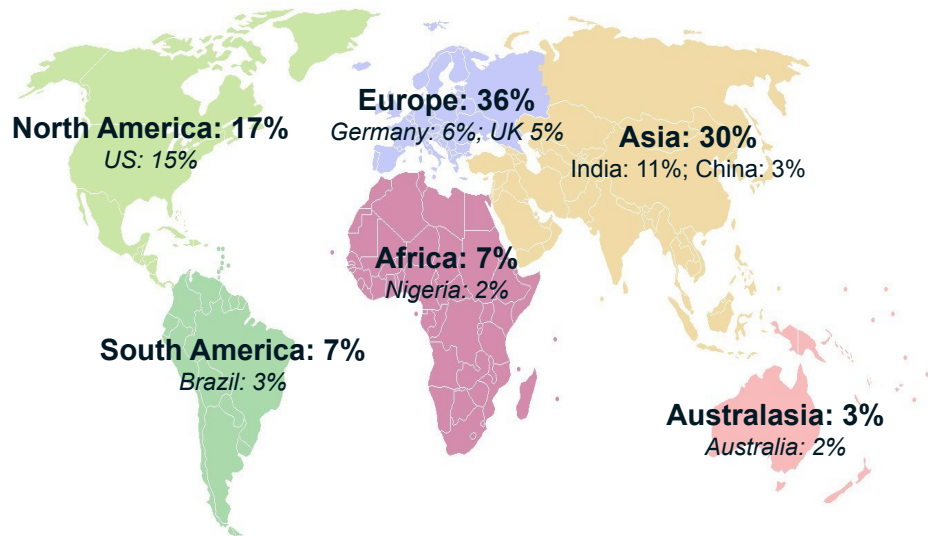 Europe: 36%
Germany: 6%; UK 5%
North America: 17%
US: 15%
Asia: 30%
India: 11%; China: 3%
Africa: 7%
Nigeria: 2%
South America: 7%
Brazil: 3%
Australasia: 3%
Australia: 2%